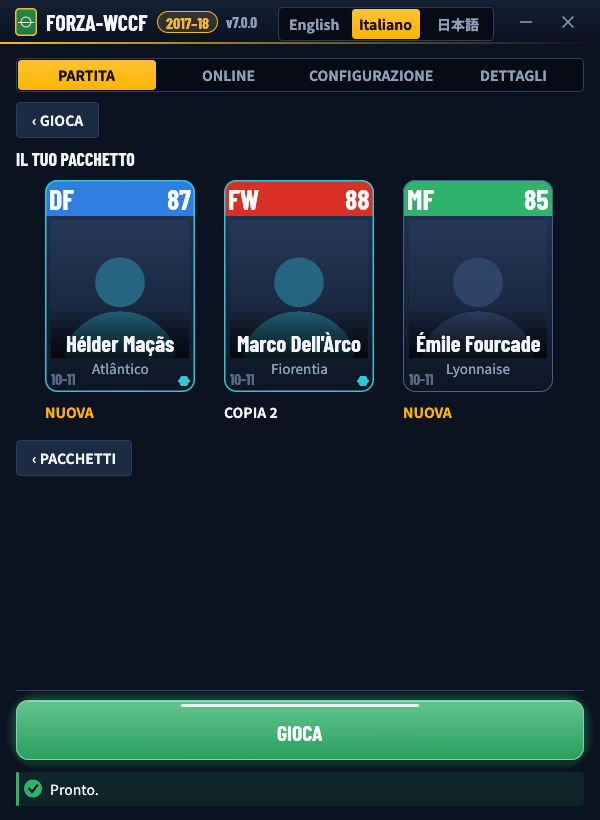 FORZA-WCCF 2017-18 v7.0.0 English Italiano 日本語
PARTITA ONLINE CONFIGURAZIONE DETTAGLI
‹ GIOCA
IL TUO PACCHETTO
DF 87 FW 88 MF 85
Hélder Maçãs Marco Dell'Àrco Émile Fourcade
Atlântico Fiorentia Lyonnaise
10-11 10-11 10-11
NUOVA COPIA 2 NUOVA
‹ PACCHETTI
GIOCA
Pronto.